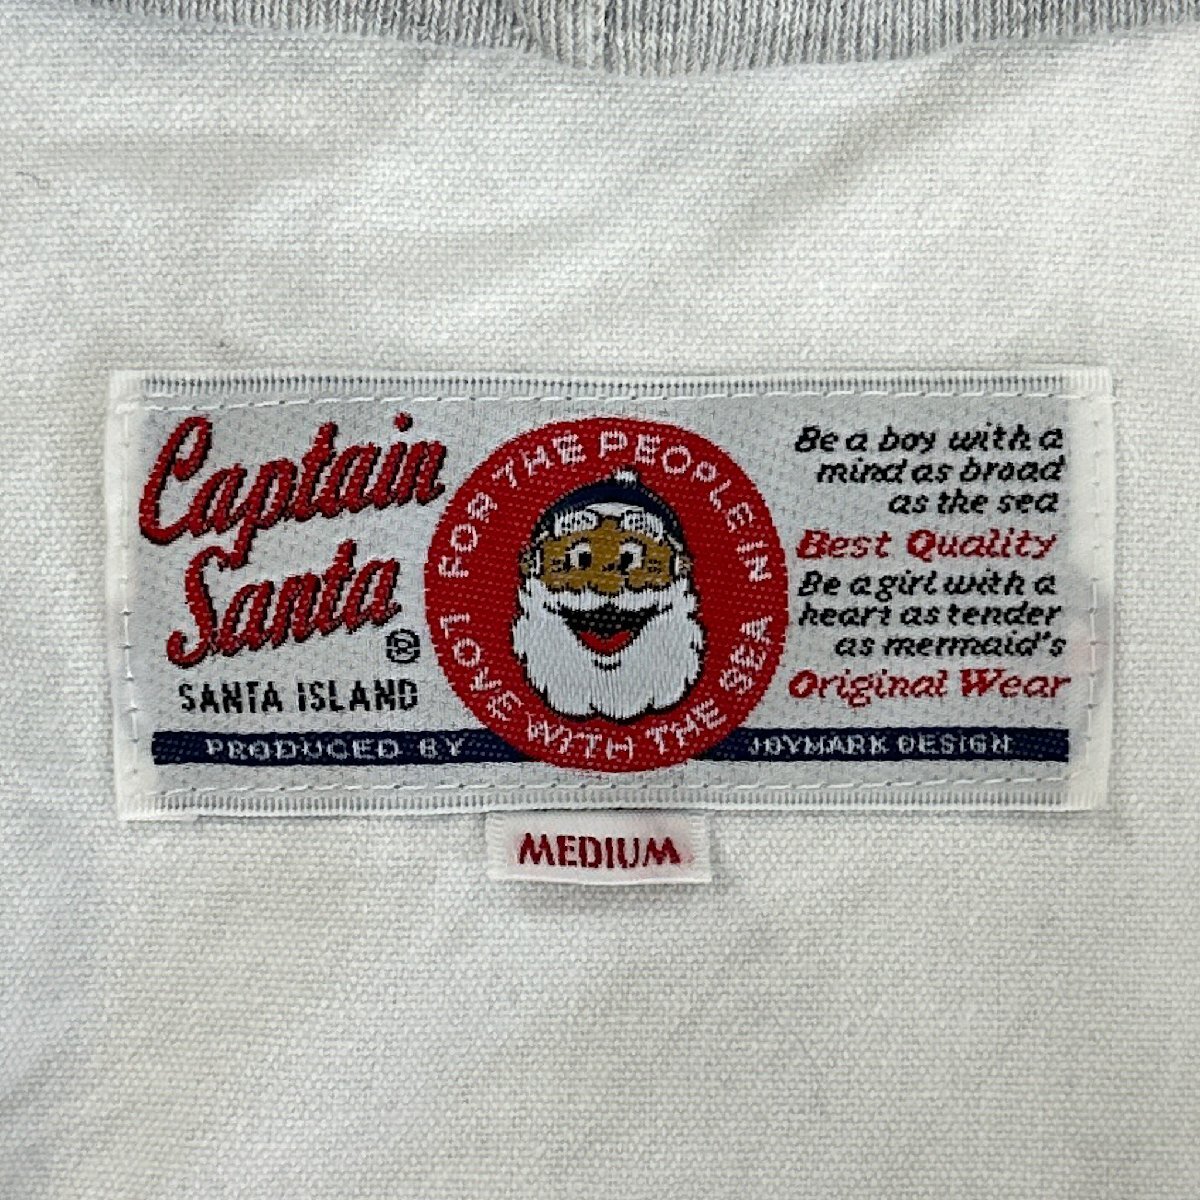 Captain
Santa
®
SANTA ISLAND
FOR THE PEOPLE IN
LOVE WITH THE SEA
Be a boy with a
mind as broad
as the sea
Best Quality
Be a girl with a
heart as tender
as mermaid's
Original Wear
PRODUCED BY
JOYMARK DESIGN
MEDIUM